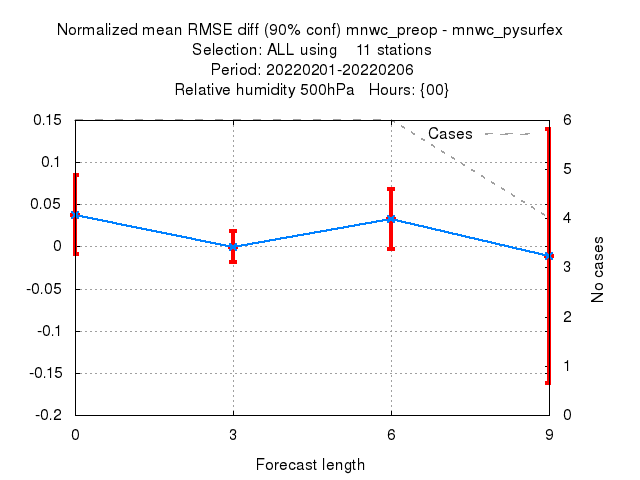 Normalized mean RMSE diff (90% conf) mnwc_preop - mnwc_pysurfex
Selection: ALL using    11 stations
Period: 20220201-20220206
Relative humidity 500hPa   Hours: {00}
Cases
0.15
0.1
0.05
0
-0.05
-0.1
-0.15
-0.2
6
5
4
3
2
1
0
No cases
0 3 6 9
Forecast length